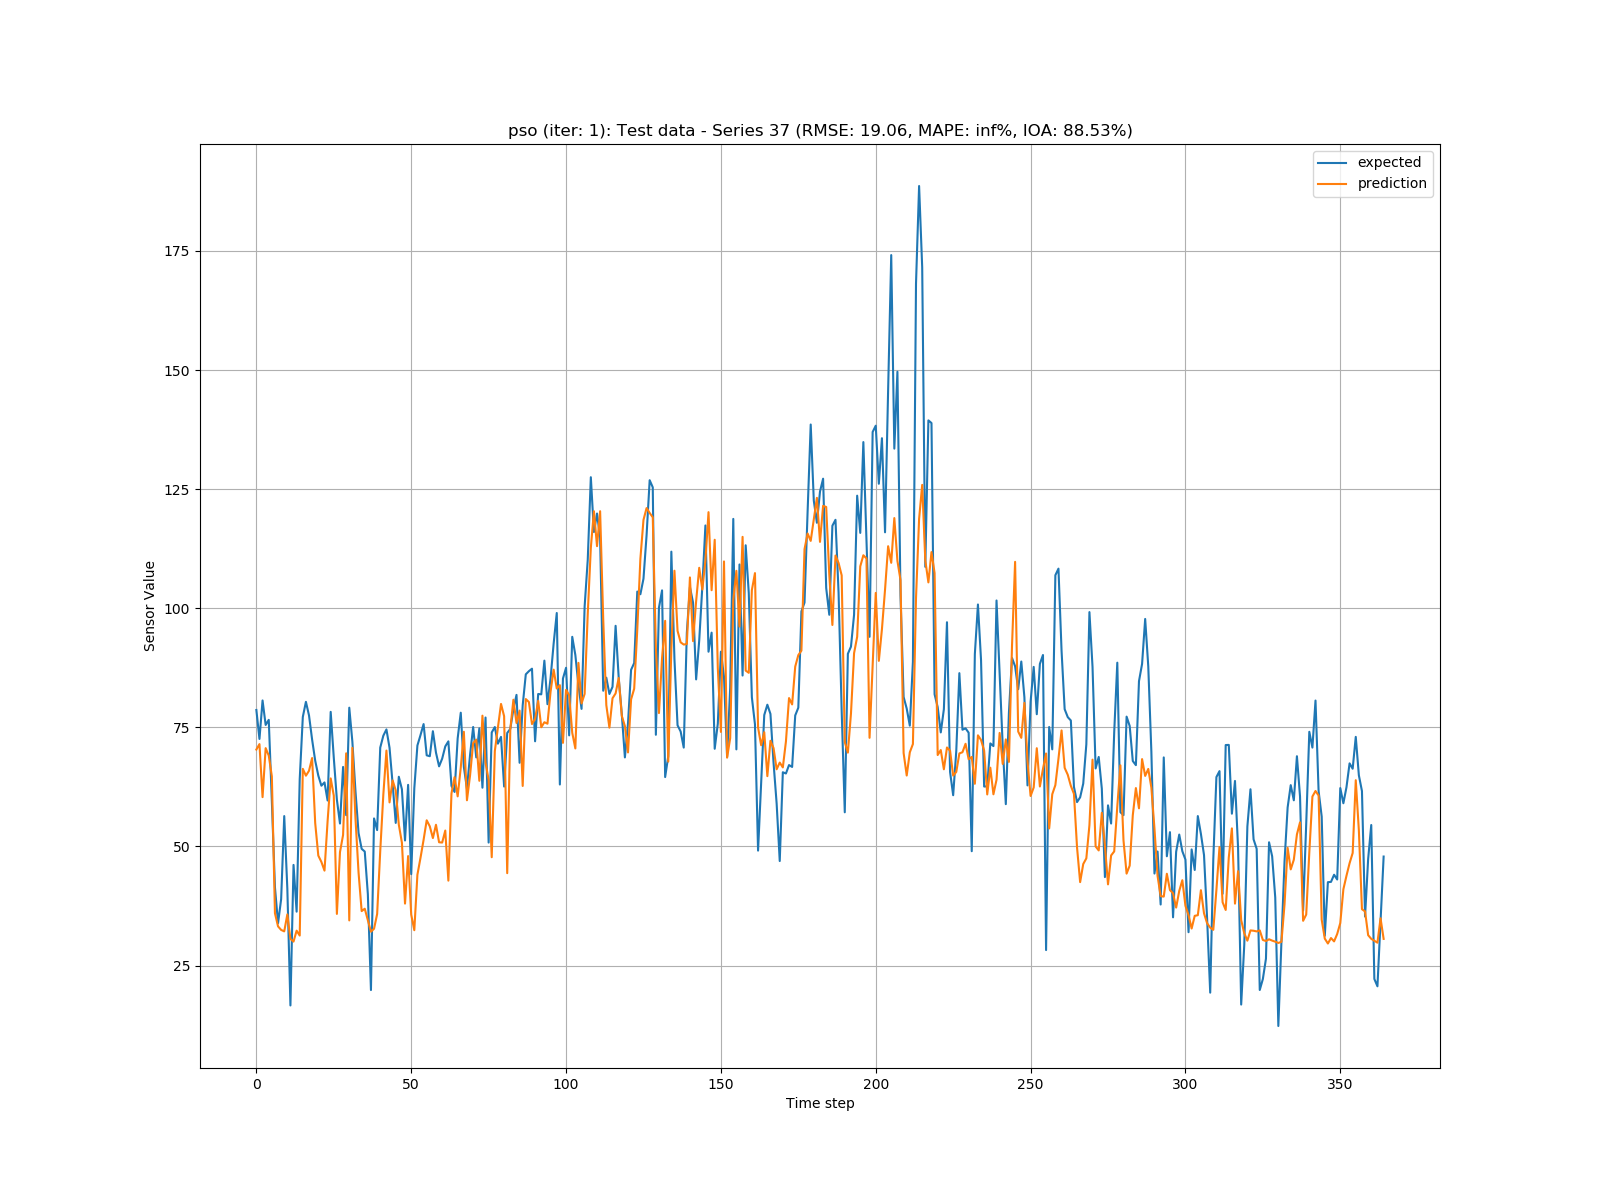 pso (iter: 1): Test data - Series 37 (RMSE: 19.06, MAPE: inf%, IOA: 88.53%)
expected
prediction
175
150
125
100
75
50
25
Sensor Value
0 50 100 150 200 250 300 350
Time step